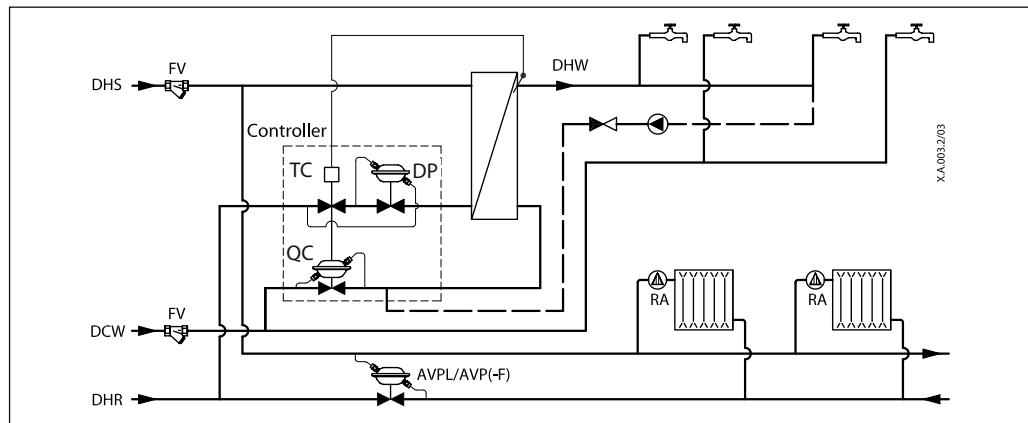 DHS
FV
DHW
Controller
TC
DP
X.A.003.2/03
QC
RA
RA
DCW
FV
AVPL/AVP(-F)
DHR